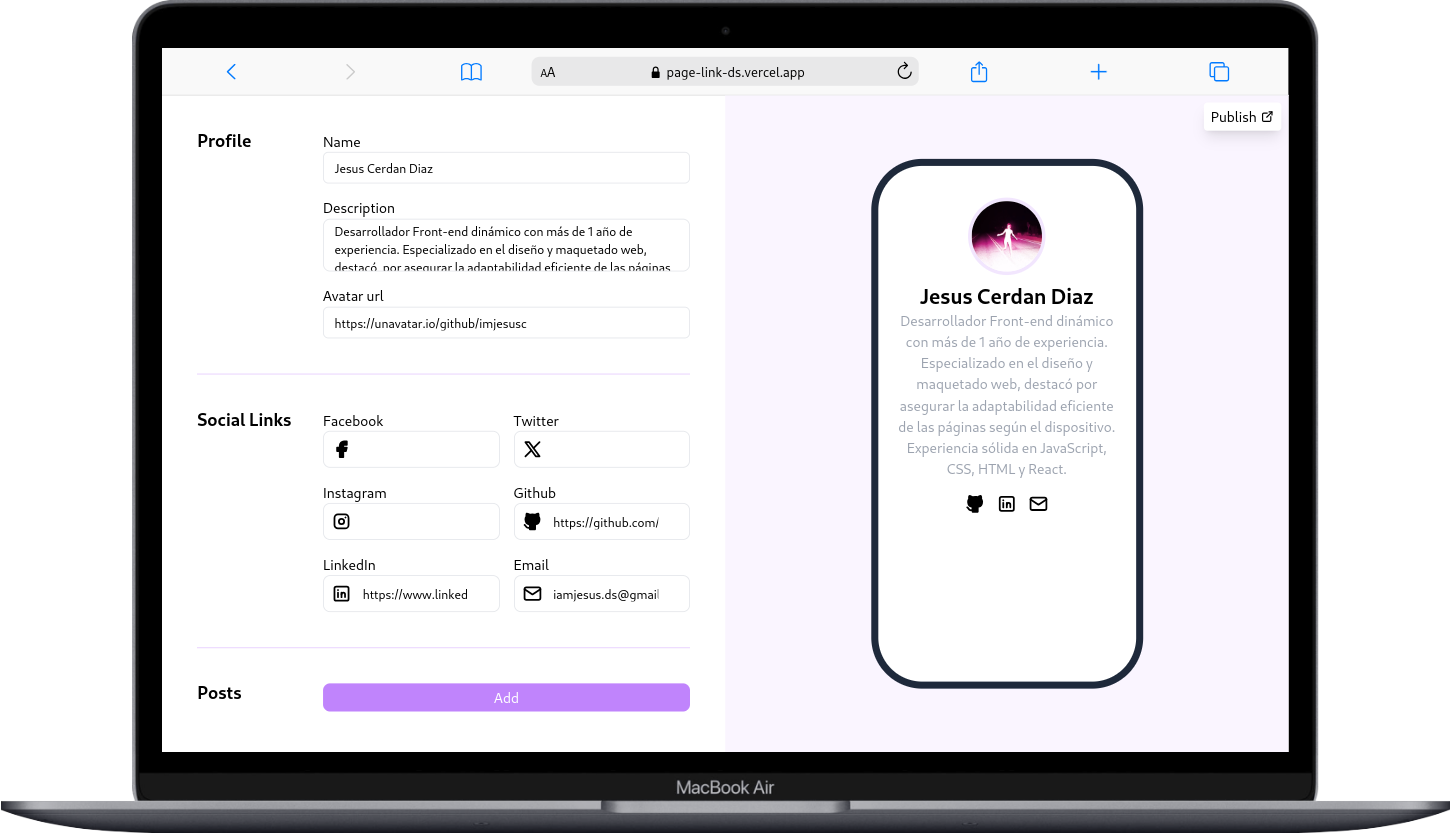 AA
page-link-ds.vercel.app
Publish
Profile
Name
Jesus Cerdan Diaz
Description
Desarrollador Front-end dinámico con más de 1 año de
experiencia. Especializado en el diseño y maquetado web,
destacó por asegurar la adaptabilidad eficiente de las páginas
Avatar url
https://unavatar.io/github/imjesusc
Social Links
Facebook
Twitter
Instagram
Github
https://github.com/
LinkedIn
Email
https://www.linked
iamjesus.ds@gmail
Posts
Add
Jesus Cerdan Diaz
Desarrollador Front-end dinámico
con más de 1 año de experiencia.
Especializado en el diseño y
maquetado web, destacó por
asegurar la adaptabilidad eficiente
de las páginas según el dispositivo.
Experiencia sólida en JavaScript,
CSS, HTML y React.
MacBook Air